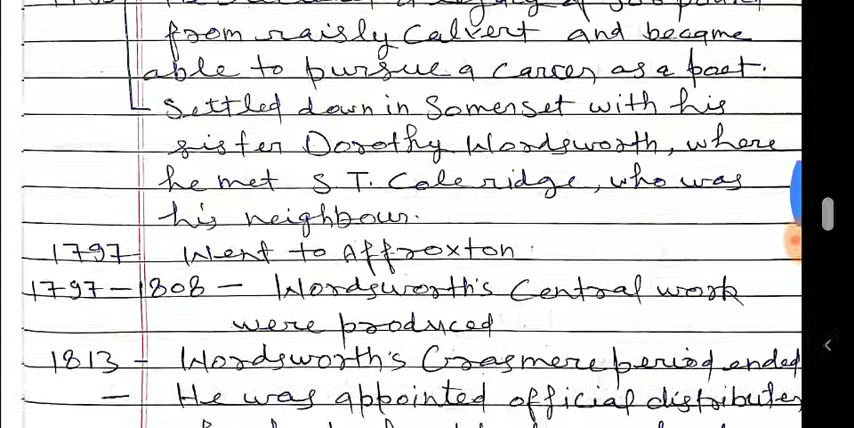 from raisly Calvert and became
able to pursue a career as a poet.
Settled down in Somerset with his
sister Dorothy Wordsworth, where
he met S. T. Coleridge, who was
his neighbour.
1797 Went to Alfroxton
1797-1808 - Wordsworth's Central work
were produced
1813 - Wordsworth's Grasmere period ended
- He was appointed official distributer